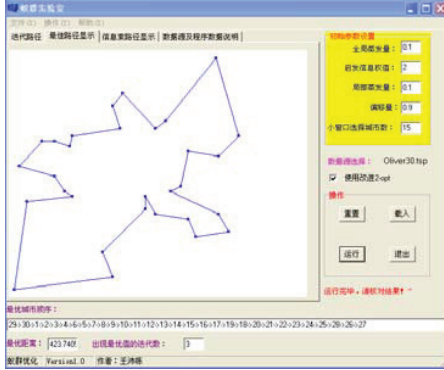 蚁群实验室
文件(F) 操作(O) 帮助(H)
迭代路径 最佳路径显示 信息素路径显示 数据源及程序数据说明
初始参数设置
全局蒸发量： 0.1
启发信息权值： 2
局部蒸发量： 0.1
偏移量： 0.9
小窗口选择城市数： 15
数据源选择： Oliver30.tsp
使用改进2-opt
操作
重置 载入
运行 退出
运行完毕，请核对结果！
最优城市顺序：
29->30->1->2->3->4->6->5->7->8->9->10->11->12->13->14->15->16->17->19->18->20->21->22->23->24->25->28->26->27
最优距离： 423.740 出现最优值的迭代数： 3
蚁群优化 Version1.0 作者：王沛栋